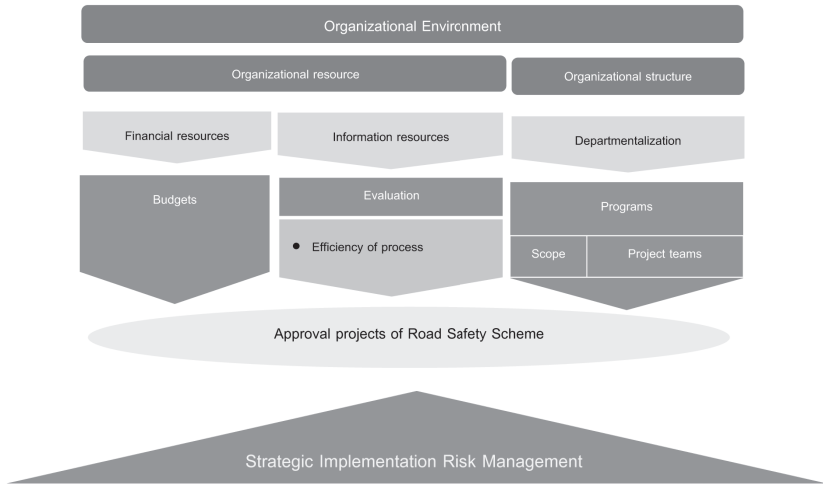 Organizational Environment
Organizational resource
Organizational structure
Financial resources
Information resources
Departmentalization
Budgets
Evaluation
Programs
● Efficiency of process
Scope
Project teams
Approval projects of Road Safety Scheme
Strategic Implementation Risk Management